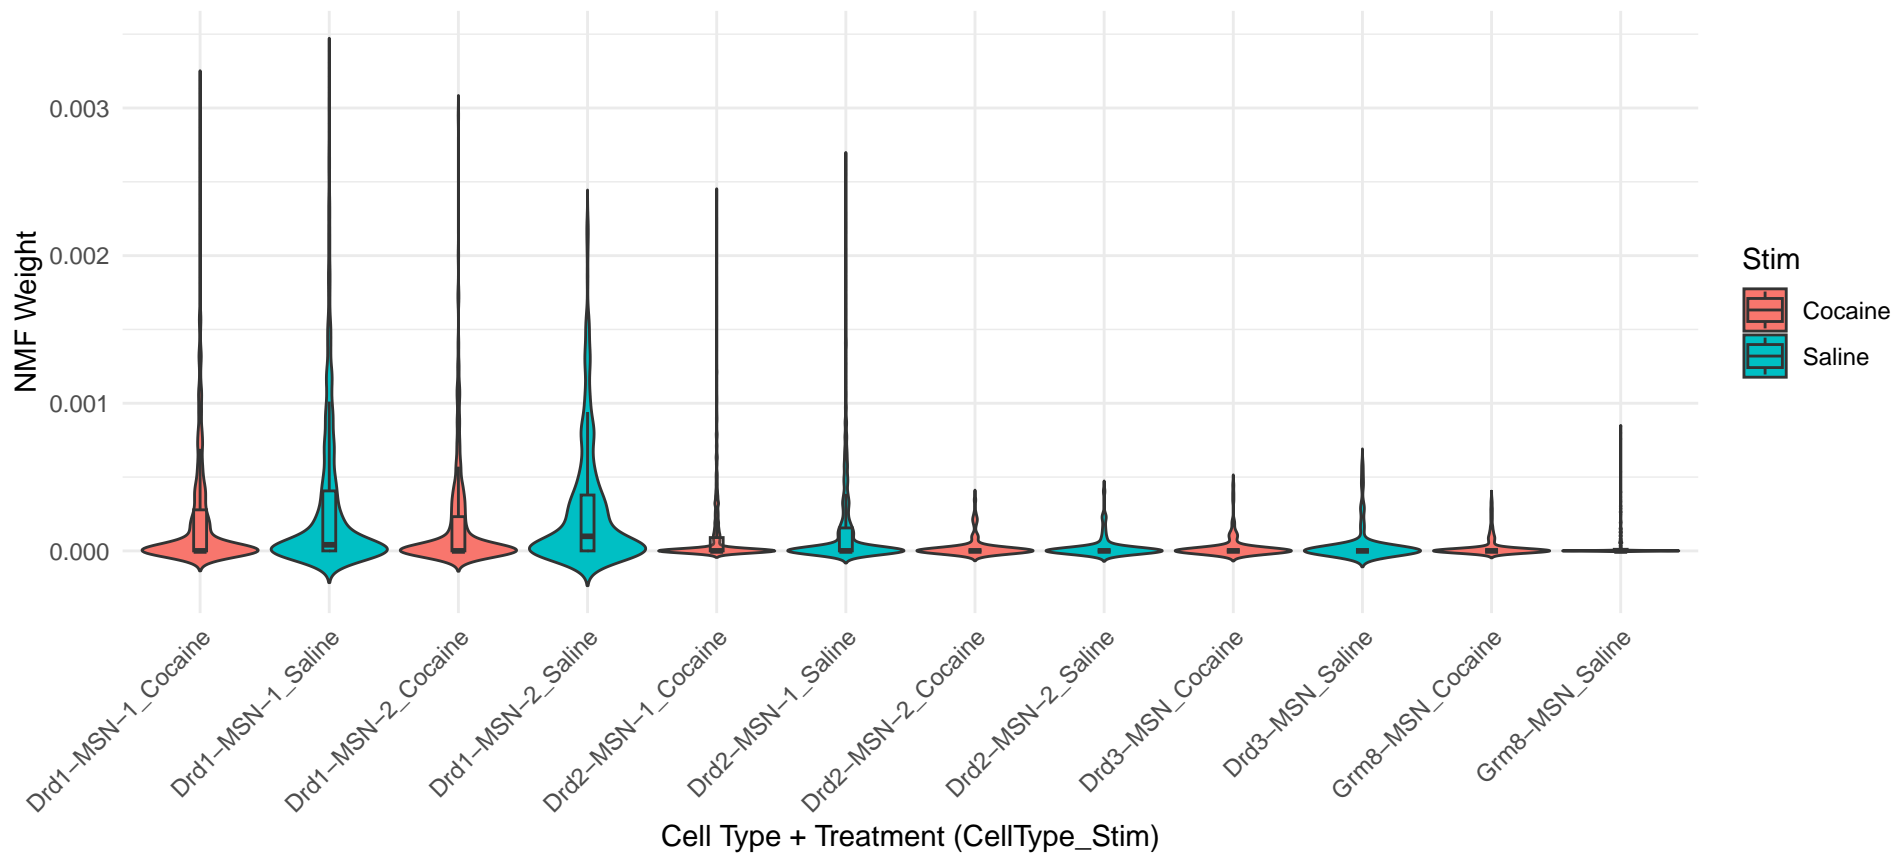 NMF Weight
0.003
0.002
0.001
0.000
Drd1−MSN−1_Cocaine
Drd1−MSN−1_Saline
Drd1−MSN−2_Cocaine
Drd1−MSN−2_Saline
Drd2−MSN−1_Cocaine
Drd2−MSN−1_Saline
Drd2−MSN−2_Cocaine
Drd2−MSN−2_Saline
Drd3−MSN_Cocaine
Drd3−MSN_Saline
Grm8−MSN_Cocaine
Grm8−MSN_Saline
Cell Type + Treatment (CellType_Stim)
Stim
Cocaine
Saline